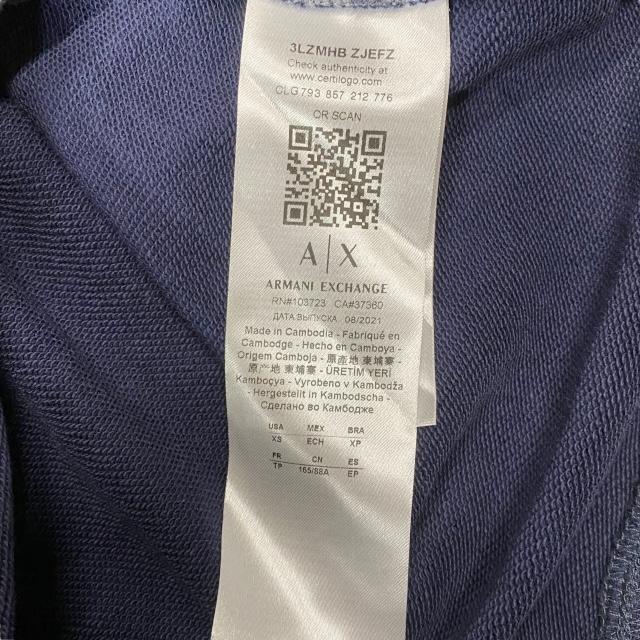 3LZMHB ZJEFZ
Check authenticity at
www.certilogo.com
CLG 793 857 212 776
OR SCAN
A|X
ARMANI EXCHANGE
RN#103723 CA#37360
ДАТА ВЫПУСКА 08/2021
Made in Cambodia - Fabriqué en
Cambodge - Hecho en Camboya -
Origem Camboja - 原產地 柬埔寨 -
原产地 柬埔寨 - ÜRETİM YERİ
Kamboçya - Vyrobeno v Kambodža
- Hergestellt in Kambodscha -
Сделано во Камбодже
USA MEX BRA
XS ECH XP
FR CN ES
TP 165/88A EP